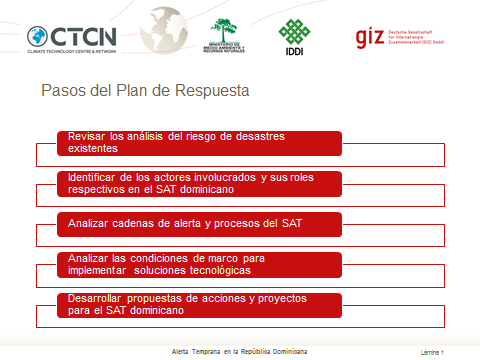 CTCN
CLIMATE TECHNOLOGY CENTRE & NETWORK
MINISTERIO DE
MEDIO AMBIENTE Y
RECURSOS NATURALES
IDDI
giz
Deutsche Gesellschaft
für Internationale
Zusammenarbeit (GIZ) GmbH
Pasos del Plan de Respuesta
Revisar los análisis del riesgo de desastres
existentes
Identificar de los actores involucrados y sus roles
respectivos en el SAT dominicano
Analizar cadenas de alerta y procesos del SAT
Analizar las condiciones de marco para
implementar soluciones tecnológicas
Desarrollar propuestas de acciones y proyectos
para el SAT dominicano
Alerta Temprana en la República Dominicana
Lámina 1